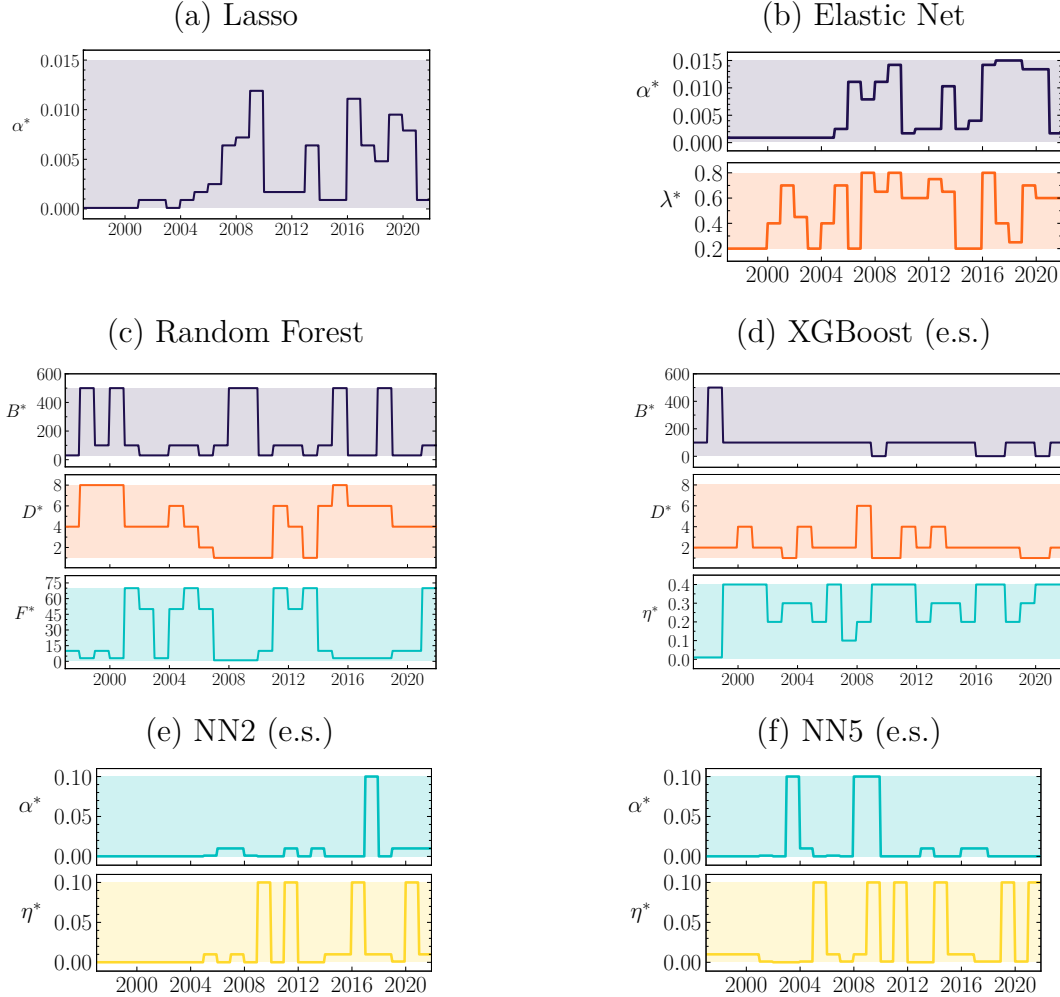 (a) Lasso
0.015
0.010
α*
0.005
0.000
2000 2004 2008 2012 2016 2020
(b) Elastic Net
0.015
α* 0.010
0.005
0.000
0.8
λ* 0.6
0.4
0.2
2000 2004 2008 2012 2016 2020
(c) Random Forest
600
400
B*
200
0
8
6
D* 4
2
75
60
F* 45
30
15
0
2000 2004 2008 2012 2016 2020
(d) XGBoost (e.s.)
600
400
B*
200
0
8
6
D* 4
2
0.4
0.3
η* 0.2
0.1
0.0
2000 2004 2008 2012 2016 2020
(e) NN2 (e.s.)
0.10
α* 0.05
0.00
0.10
η* 0.05
0.00
2000 2004 2008 2012 2016 2020
(f) NN5 (e.s.)
0.10
α* 0.05
0.00
0.10
η* 0.05
0.00
2000 2004 2008 2012 2016 2020